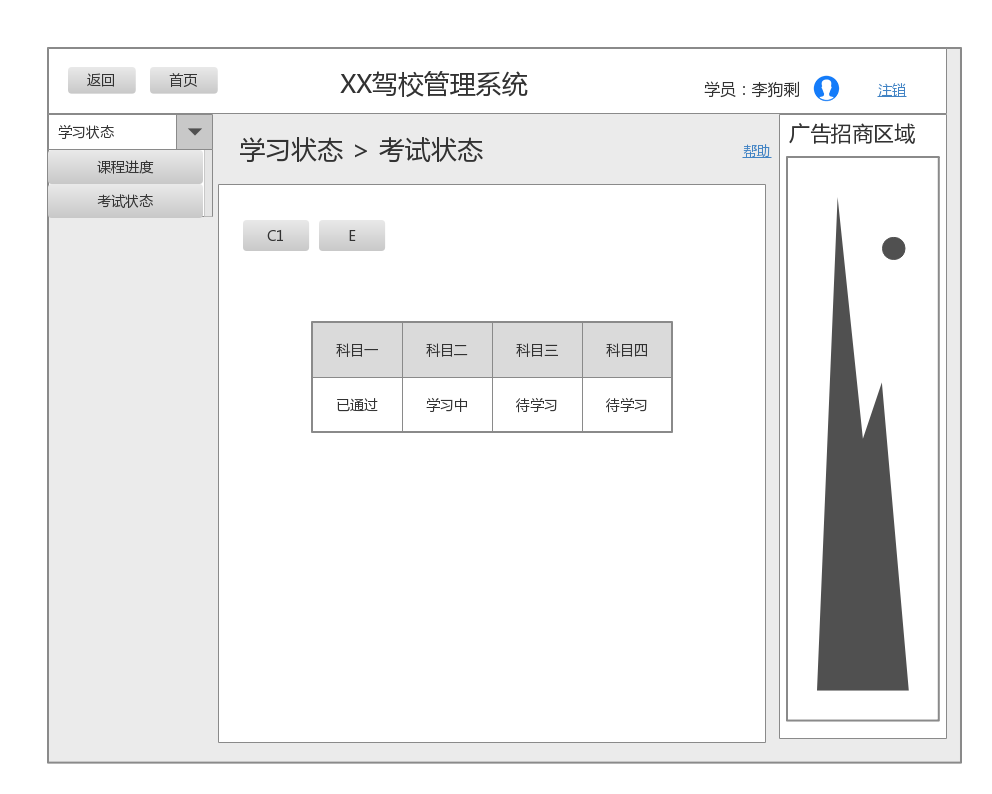 返回 首页 XX驾校管理系统 学员：李狗剩 注销
学习状态
课程进度
考试状态
学习状态 > 考试状态 帮助
C1 E
科目一 科目二 科目三 科目四
已通过 学习中 待学习 待学习
广告招商区域